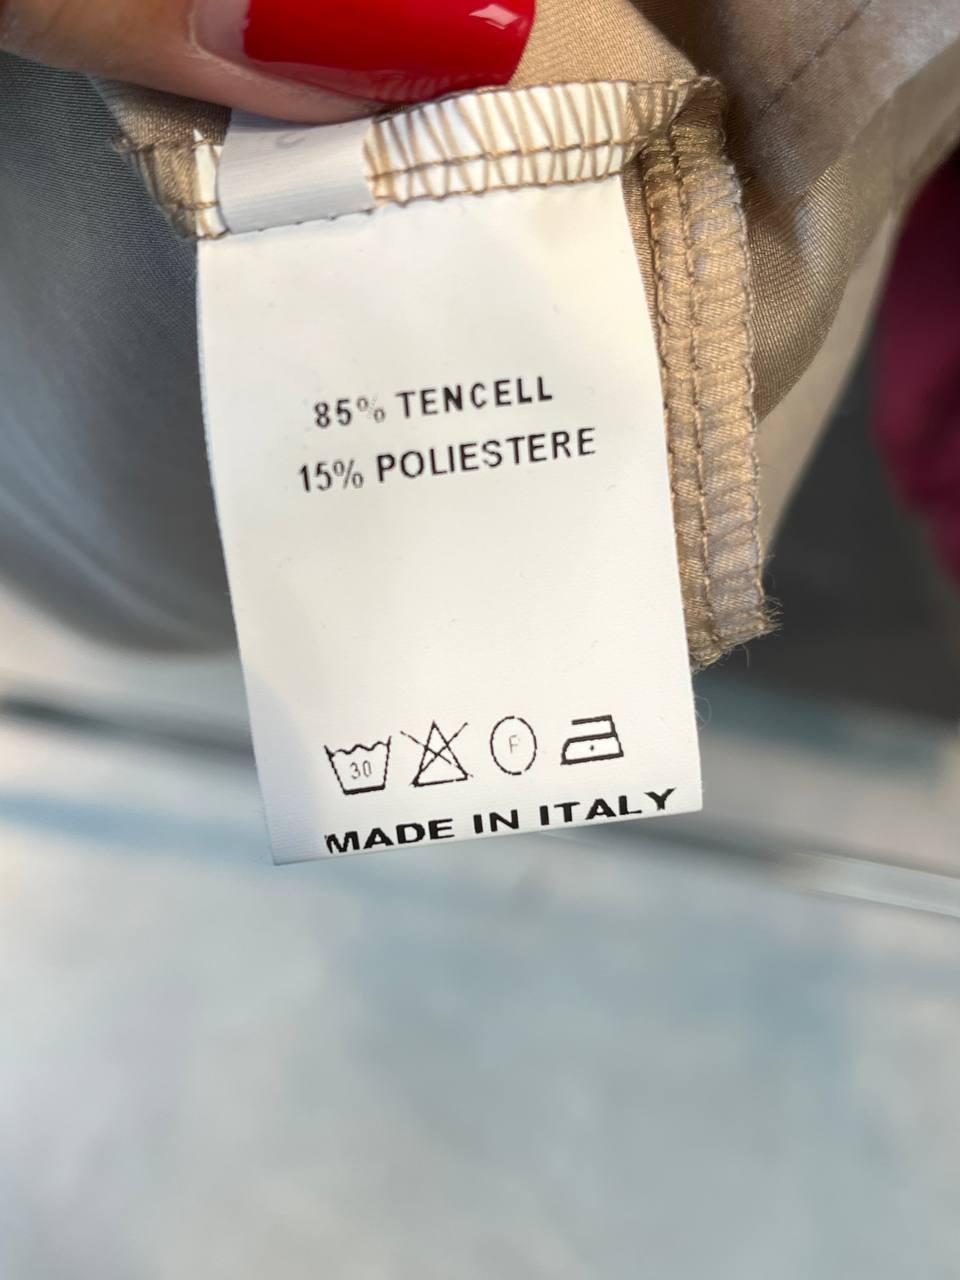 85% TENCELL
15% POLIESTERE
30 F
MADE IN ITALY